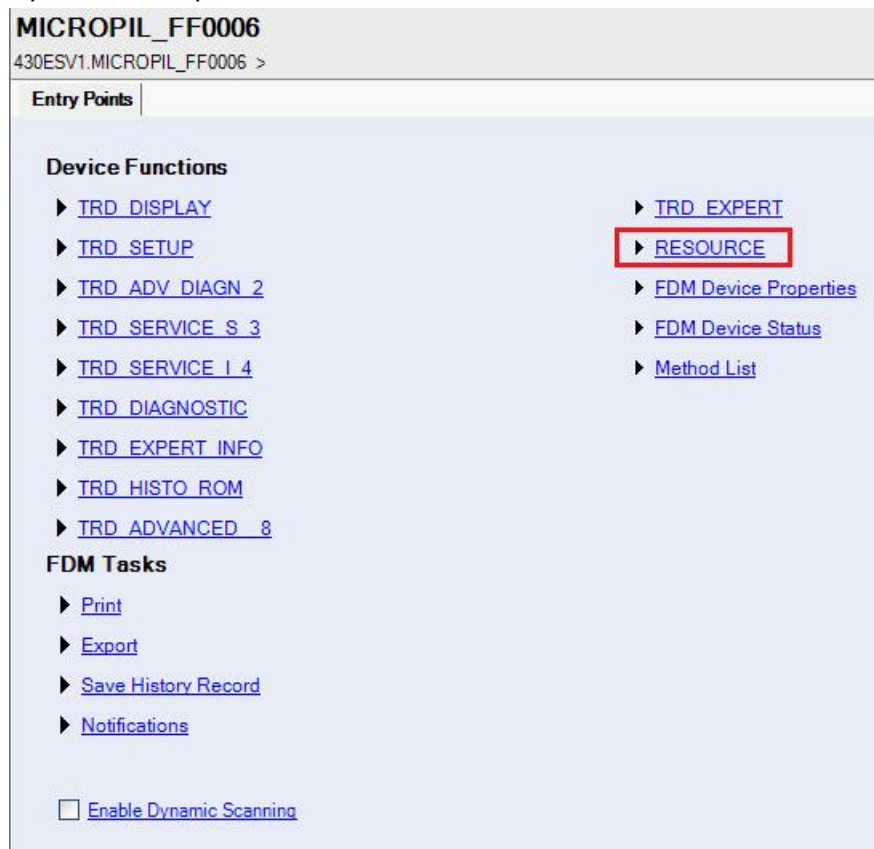 MICROPIL_FF0006
430ESV1.MICROPIL_FF0006 >
Entry Points
Device Functions
TRD_DISPLAY
TRD_SETUP
TRD_ADV_DIAGN_2
TRD_SERVICE_S_3
TRD_SERVICE_I_4
TRD_DIAGNOSTIC
TRD_EXPERT_INFO
TRD_HISTO_ROM
TRD_ADVANCED__8
TRD_EXPERT
RESOURCE
FDM Device Properties
FDM Device Status
Method List
FDM Tasks
Print
Export
Save History Record
Notifications
Enable Dynamic Scanning